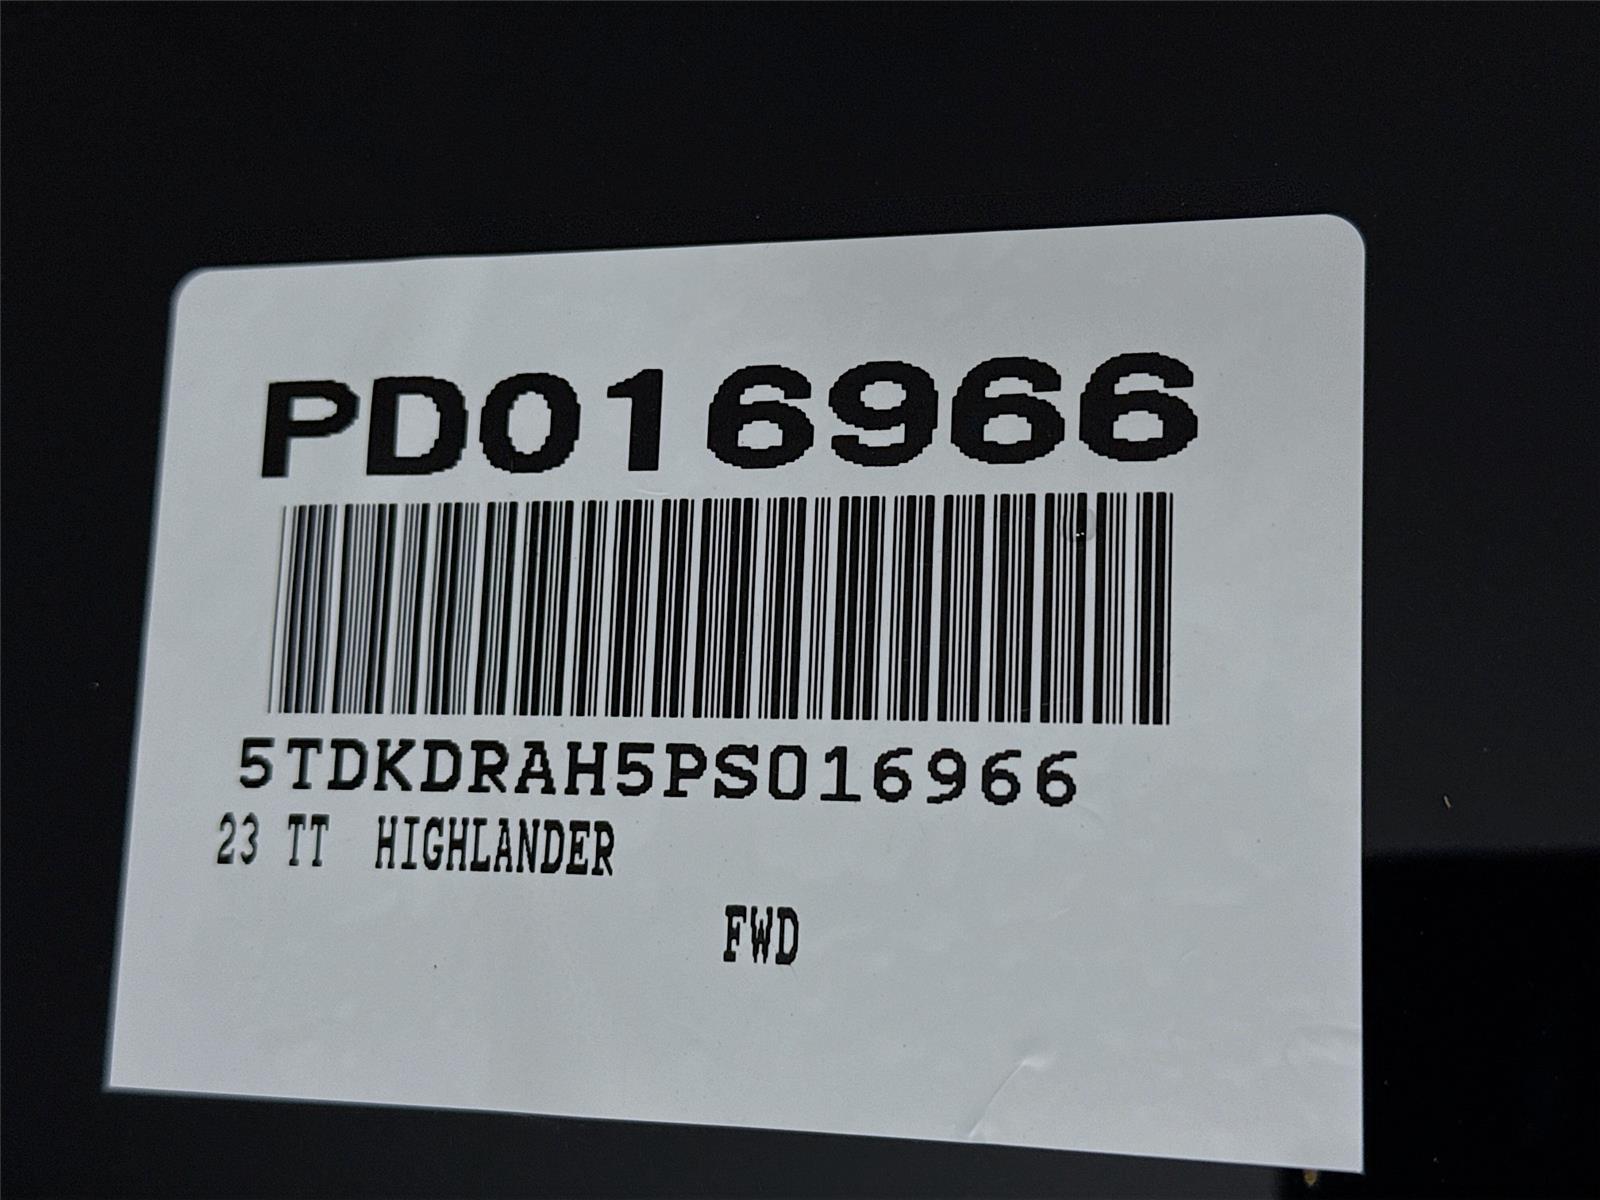 PD016966
5TDKDRAH5PS016966
23 TT HIGHLANDER
FWD